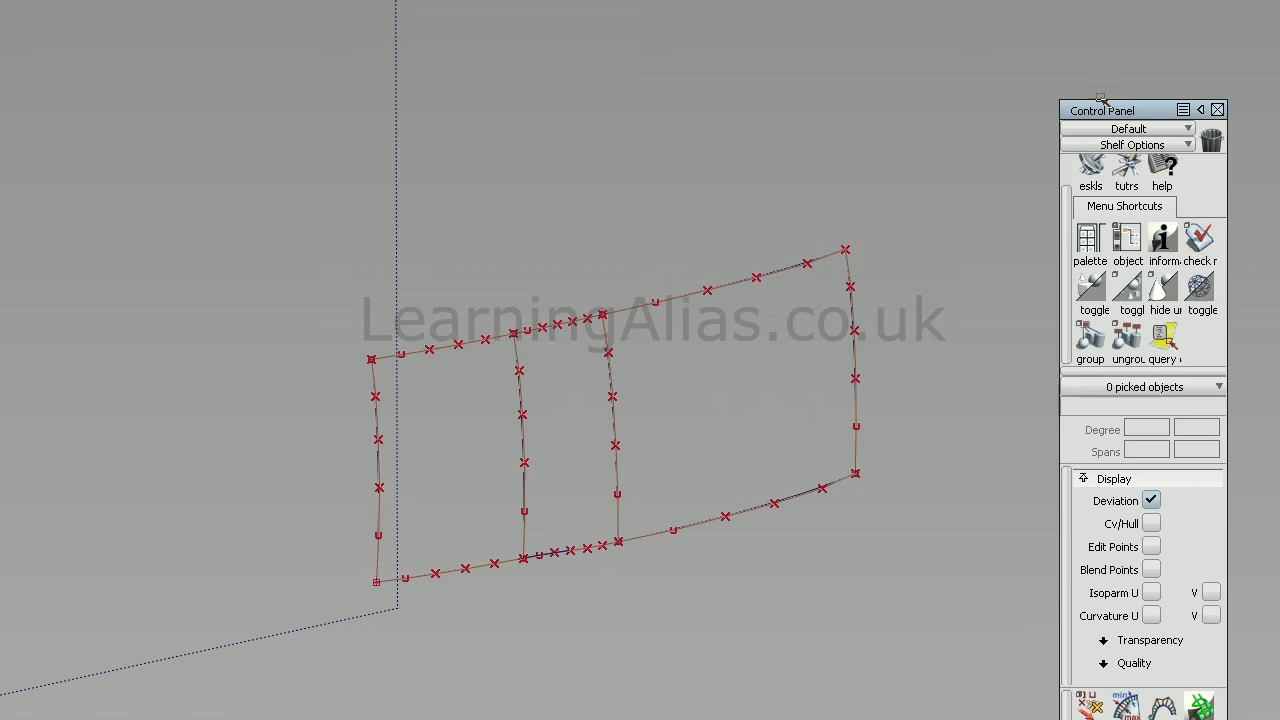 LearningAlias.co.uk
Control Panel
Default
Shelf Options
eskls tutrs help
Menu Shortcuts
palette object inform check r
toggle toggl hide u toggle
group ungrou query
0 picked objects
Degree
Spans
Display
Deviation
Cv/Hull
Edit Points
Blend Points
Isoparm U V
Curvature U V
Transparency
Quality
min
max